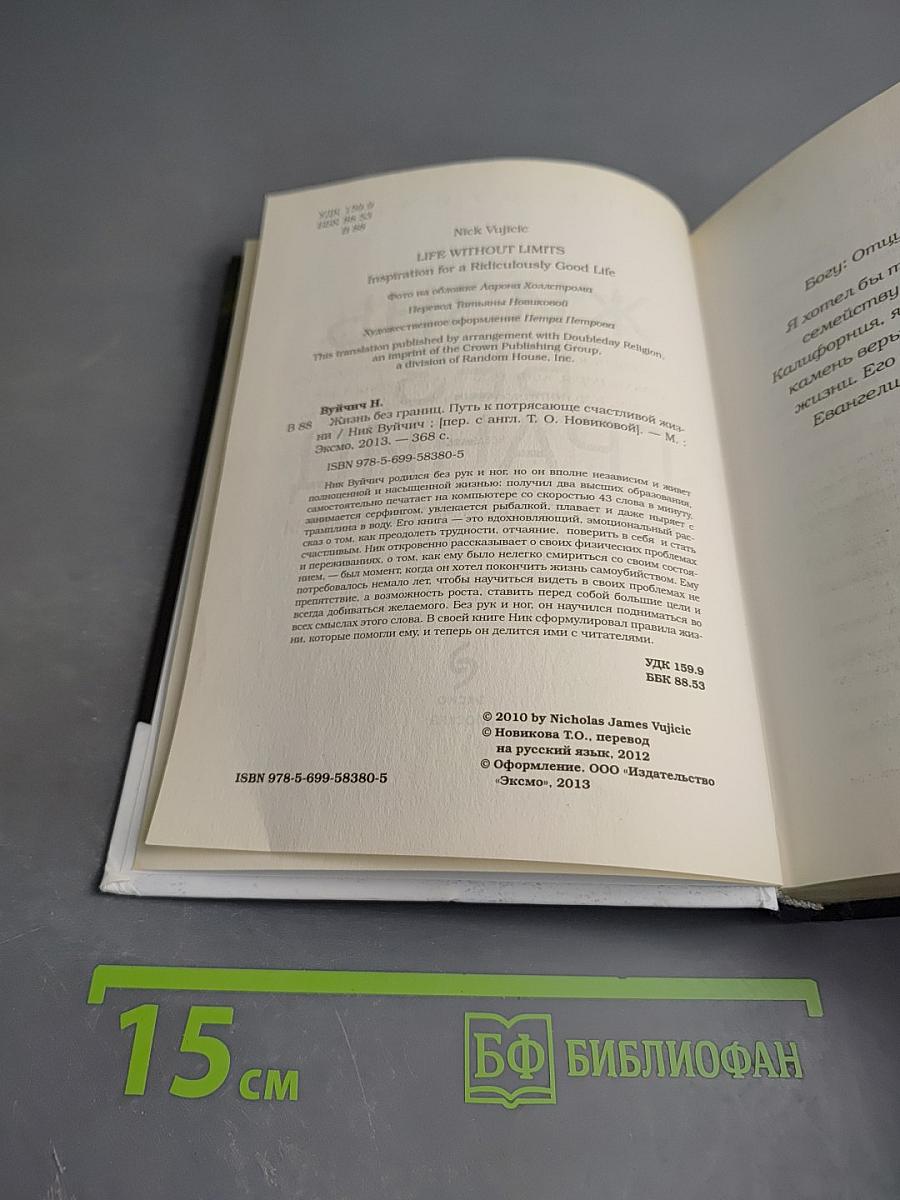 УДК 159.9
ББК 88.53
В 88
Nick Vujicic
LIFE WITHOUT LIMITS
Inspiration for a Ridiculously Good Life
Фото на обложке Аарона Холлстрома
Перевод Татьяны Новиковой
Художественное оформление Петра Петрова
This translation published by arrangement with Doubleday Religion,
an imprint of the Crown Publishing Group,
a division of Random House, Inc.
Вуйчич Н.
В 88 Жизнь без границ. Путь к потрясающе счастливой жиз-
ни / Ник Вуйчич ; [пер. с англ. Т. О. Новиковой]. — М. :
Эксмо, 2013. — 368 с.
ISBN 978-5-699-58380-5
Ник Вуйчич родился без рук и ног, но он вполне независим и живет
полноценной и насыщенной жизнью: получил два высших образования,
самостоятельно печатает на компьютере со скоростью 43 слова в минуту,
занимается серфингом, увлекается рыбалкой, плавает и даже ныряет с
трамплина в воду. Его книга — это вдохновляющий, эмоциональный рас-
сказ о том, как преодолеть трудности, отчаяние, поверить в себя и стать
счастливым. Ник откровенно рассказывает о своих физических проблемах
и переживаниях, о том, как ему было нелегко смириться со своим состоя-
нием, — был момент, когда он хотел покончить жизнь самоубийством. Ему
потребовалось немало лет, чтобы научиться видеть в своих проблемах не
препятствие, а возможность роста, ставить перед собой большие цели и
всегда добиваться желаемого. Без рук и ног, он научился подниматься во
всех смыслах этого слова. В своей книге Ник сформулировал правила жиз-
ни, которые помогли ему, и теперь он делится ими с читателями.
УДК 159.9
ББК 88.53
© 2010 by Nicholas James Vujicic
© Новикова Т.О., перевод
на русский язык, 2012
© Оформление. ООО «Издательство
«Эксмо», 2013
ISBN 978-5-699-58380-5
Богу: Отцу
Я хотел бы
семейству
Калифорния,
камень веры
жизни. Его
15 см
БФ БИБЛИОФАН